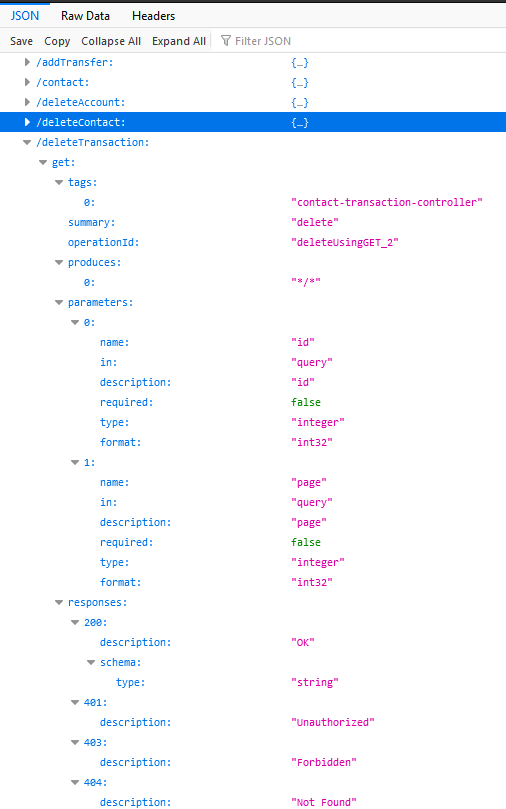 JSON Raw Data Headers
Save Copy Collapse All Expand All Filter JSON
/addTransfer: {…}
/contact: {…}
/deleteAccount: {…}
/deleteContact: {…}
/deleteTransaction:
get:
tags:
0: "contact-transaction-controller"
summary: "delete"
operationId: "deleteUsingGET_2"
produces:
0: "*/*"
parameters:
0:
name: "id"
in: "query"
description: "id"
required: false
type: "integer"
format: "int32"
1:
name: "page"
in: "query"
description: "page"
required: false
type: "integer"
format: "int32"
responses:
200:
description: "OK"
schema:
type: "string"
401:
description: "Unauthorized"
403:
description: "Forbidden"
404:
description: "Not Found"